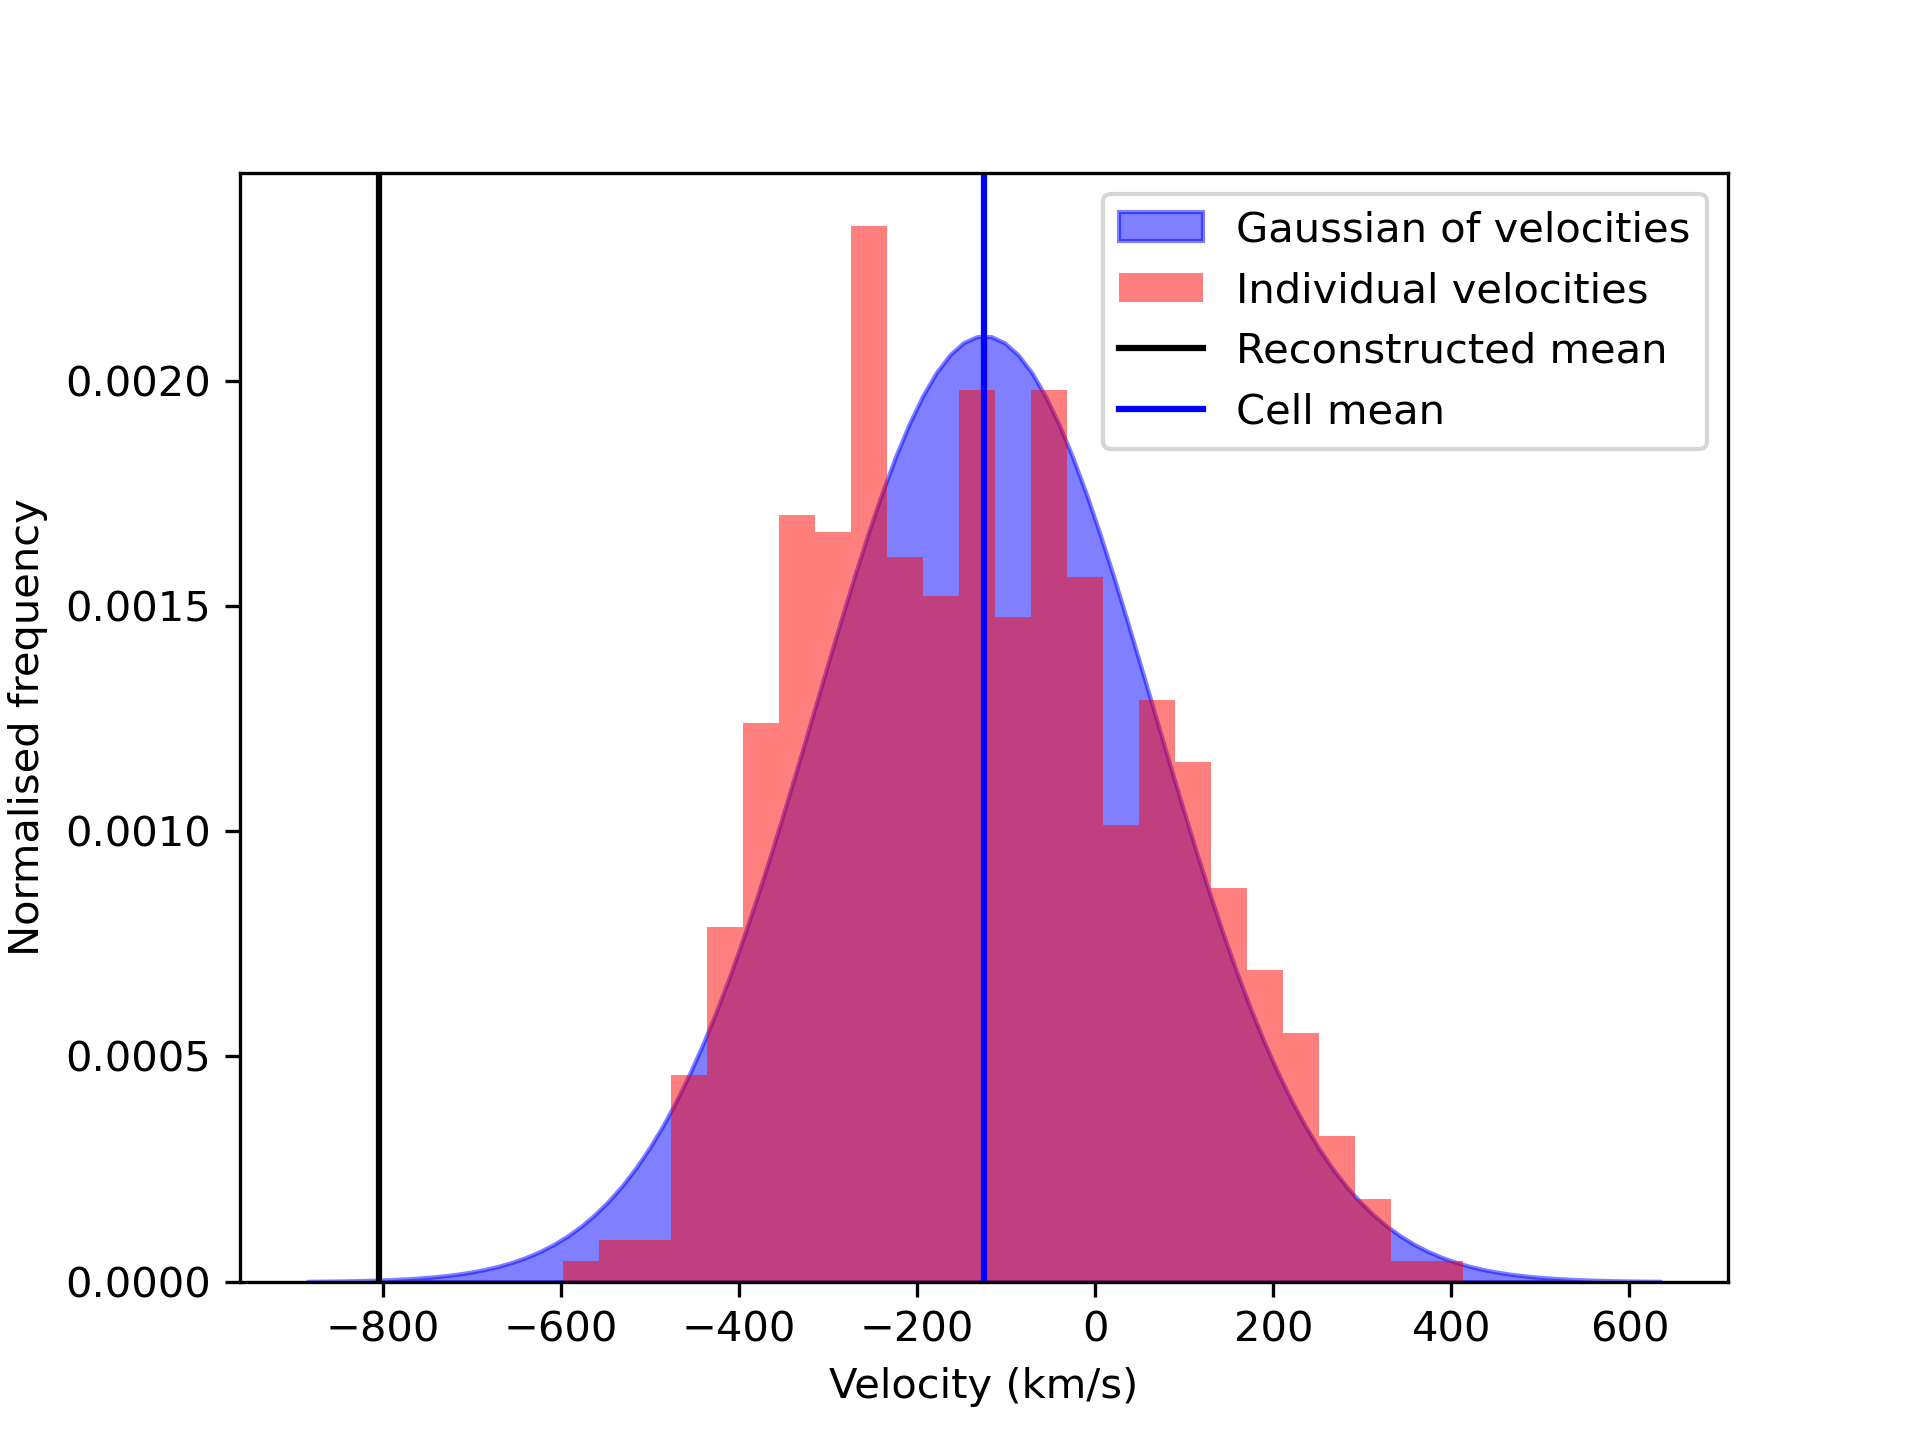 Gaussian of velocities
Individual velocities
Reconstructed mean
Cell mean
Normalised frequency
0.0020
0.0015
0.0010
0.0005
0.0000
−800 −600 −400 −200 0 200 400 600
Velocity (km/s)